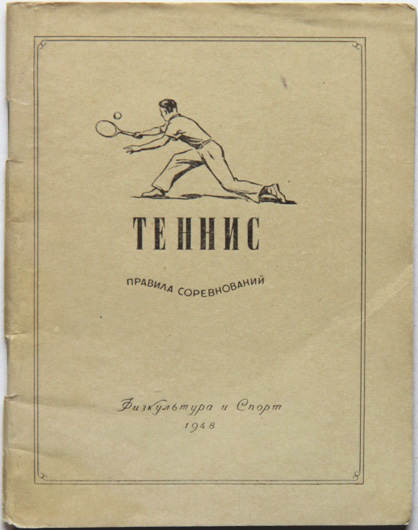 ТЕННИС
ПРАВИЛА СОРЕВНОВАНИЙ
Физкультура и Спорт
1948